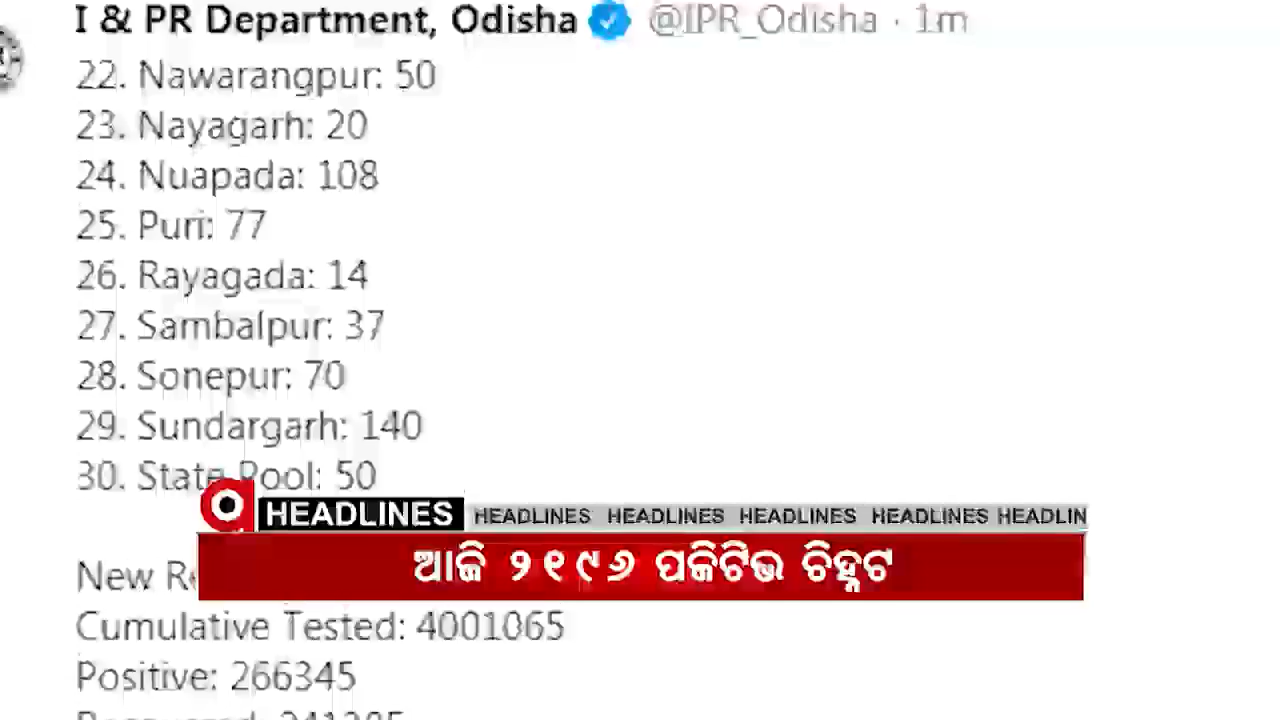 I & PR Department, Odisha @IPR_Odisha · 1m
22. Nawarangpur: 50
23. Nayagarh: 20
24. Nuapada: 108
25. Puri: 77
26. Rayagada: 14
27. Sambalpur: 37
28. Sonepur: 70
29. Sundargarh: 140
30. State Pool: 50
HEADLINES HEADLINES HEADLINES HEADLINES HEADLINES HEADLIN
ଆଜି ୨୧୯୬ ପଜିଟିଭ ଚିହ୍ନଟ
New
Cumulative Tested: 4001065
Positive: 266345